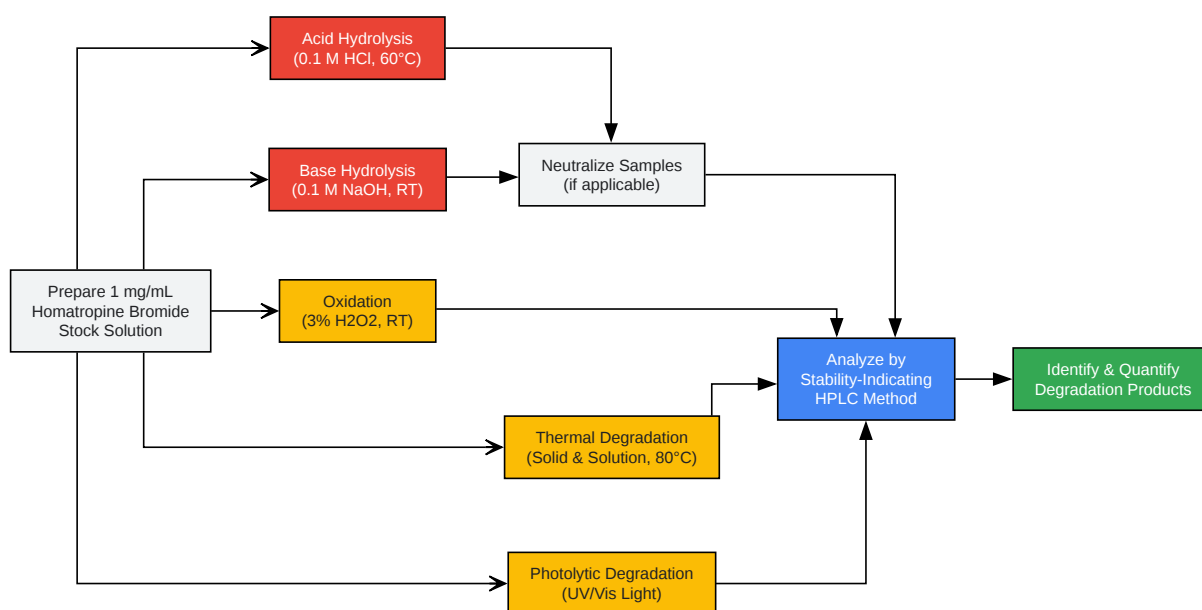 Acid Hydrolysis
(0.1 M HCl, 60°C)
Base Hydrolysis
(0.1 M NaOH, RT)
Neutralize Samples
(if applicable)
Prepare 1 mg/mL
Homatropine Bromide
Stock Solution
Oxidation
(3% H2O2, RT)
Analyze by
Stability-Indicating
HPLC Method
Identify & Quantify
Degradation Products
Thermal Degradation
(Solid & Solution, 80°C)
Photolytic Degradation
(UV/Vis Light)